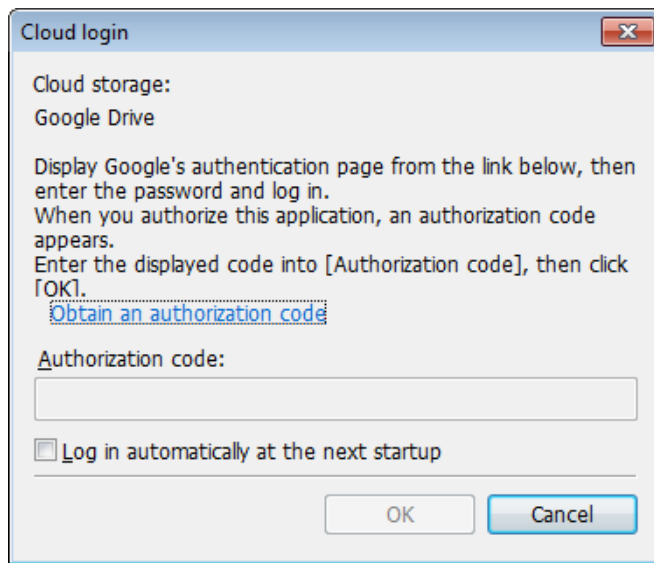 Cloud login
Cloud storage:
Google Drive
Display Google's authentication page from the link below, then
enter the password and log in.
When you authorize this application, an authorization code
appears.
Enter the displayed code into [Authorization code], then click
[OK].
Obtain an authorization code
Authorization code:
Log in automatically at the next startup
OK
Cancel